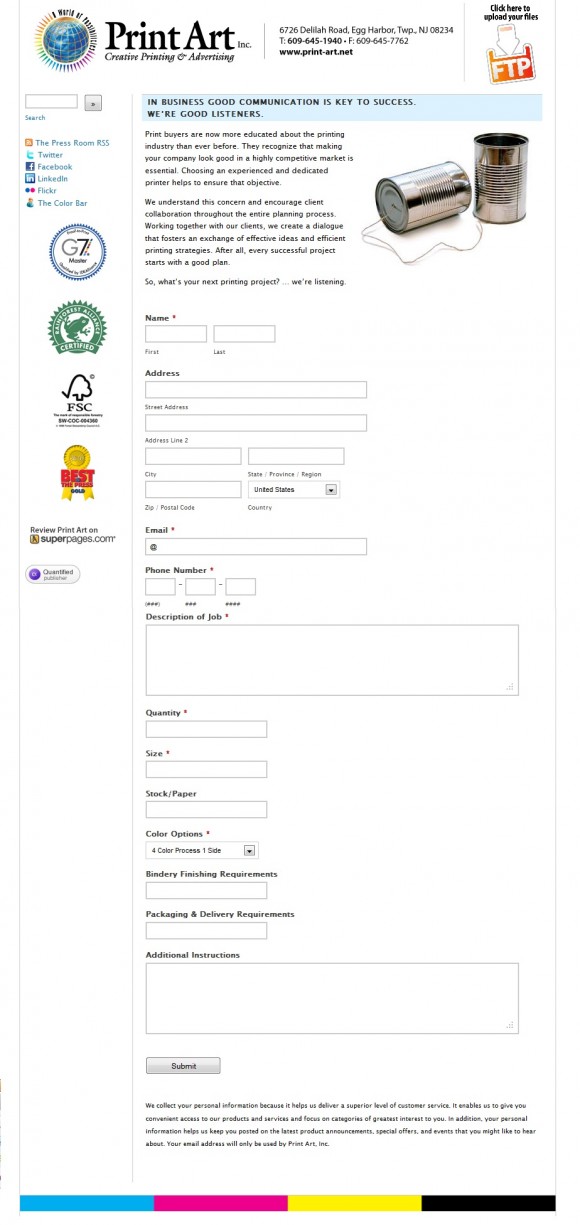 A World of Possibilities
Print Art Inc.
Creative Printing & Advertising
6726 Delilah Road, Egg Harbor, Twp., NJ 08234
T: 609-645-1940 • F: 609-645-7762
www.print-art.net
Click here to
upload your files
FTP
»
Search
The Press Room RSS
Twitter
Facebook
LinkedIn
Flickr
The Color Bar
G7
Master
RAINFOREST ALLIANCE
CERTIFIED
FSC
The mark of responsible forestry
SW-COC-004360
BEST
GOLD
Review Print Art on
superpages.com
Quantified
publisher
IN BUSINESS GOOD COMMUNICATION IS KEY TO SUCCESS.
WE'RE GOOD LISTENERS.
Print buyers are now more educated about the printing
industry than ever before. They recognize that making
your company look good in a highly competitive market is
essential. Choosing an experienced and dedicated
printer helps to ensure that objective.
We understand this concern and encourage client
collaboration throughout the entire planning process.
Working together with our clients, we create a dialogue
that fosters an exchange of effective ideas and efficient
printing strategies. After all, every successful project
starts with a good plan.
So, what's your next printing project? ... we're listening.
Name *
First Last
Address
Street Address
Address Line 2
City State / Province / Region
United States
Zip / Postal Code Country
Email *
@
Phone Number *
- -
(###) ### ####
Description of Job *
Quantity *
Size *
Stock/Paper
Color Options *
4 Color Process 1 Side
Bindery Finishing Requirements
Packaging & Delivery Requirements
Additional Instructions
Submit
We collect your personal information because it helps us deliver a superior level of customer service. It enables us to give you
convenient access to our products and services and focus on categories of greatest interest to you. In addition, your personal
information helps us keep you posted on the latest product announcements, special offers, and events that you might like to hear
about. Your email address will only be used by Print Art, Inc.